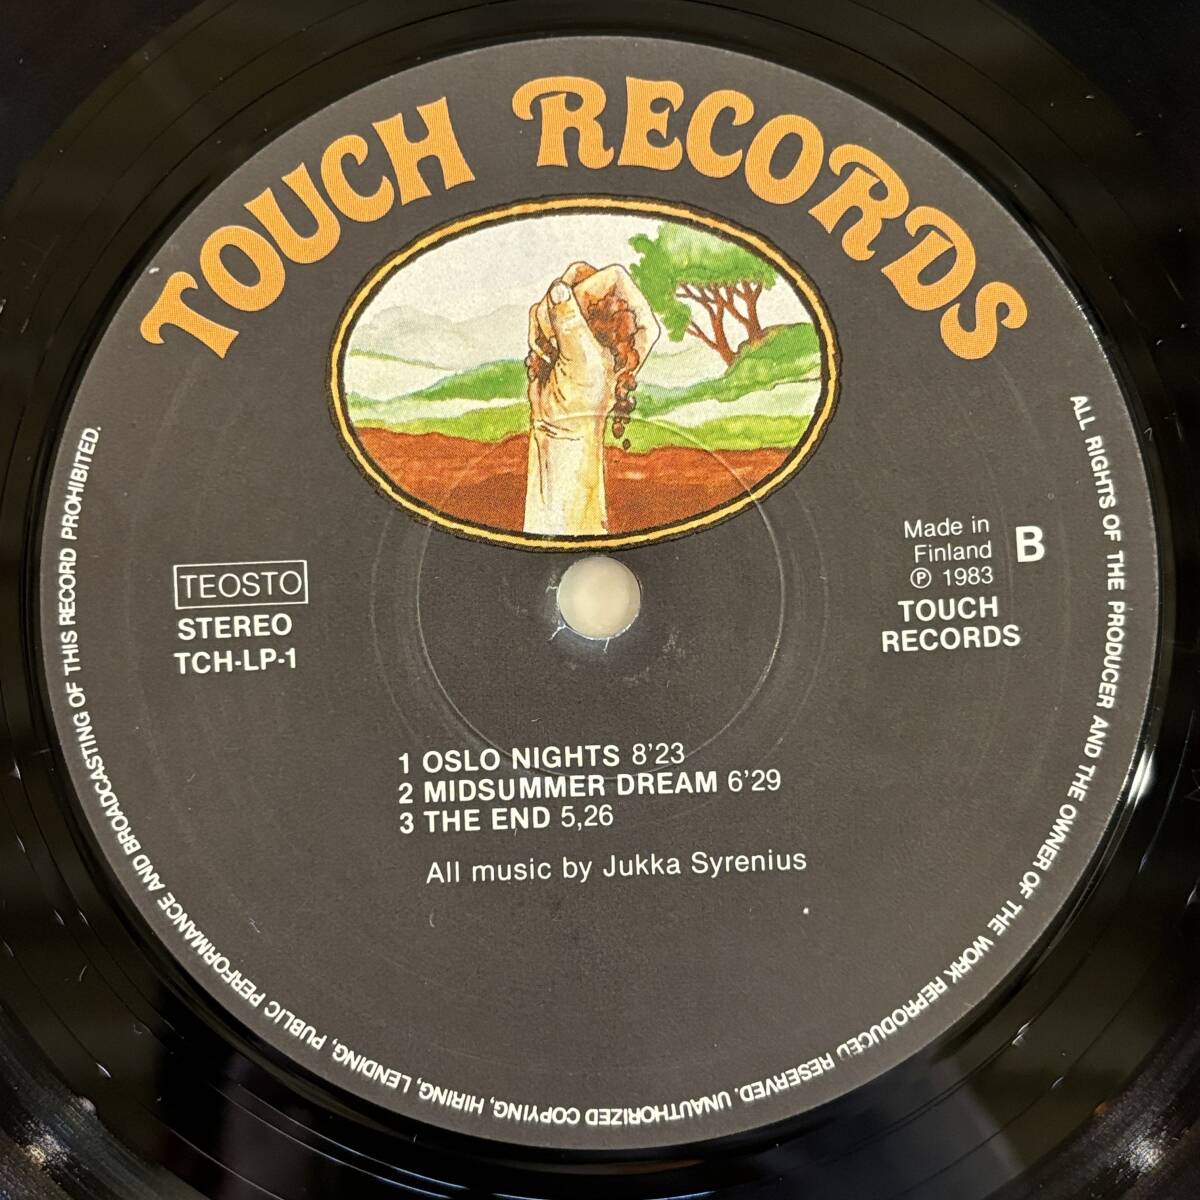 TOUCH RECORDS
TEOSTO
STEREO
TCH-LP-1
Made in
Finland
℗ 1983
B
TOUCH
RECORDS
1 OSLO NIGHTS 8'23
2 MIDSUMMER DREAM 6'29
3 THE END 5,26
All music by Jukka Syrenius
ALL RIGHTS OF THE PRODUCER AND THE OWNER OF THE WORK REPRODUCED RESERVED. UNAUTHORIZED COPYING, HIRING, LENDING, PUBLIC PERFORMANCE AND BROADCASTING OF THIS RECORD PROHIBITED.